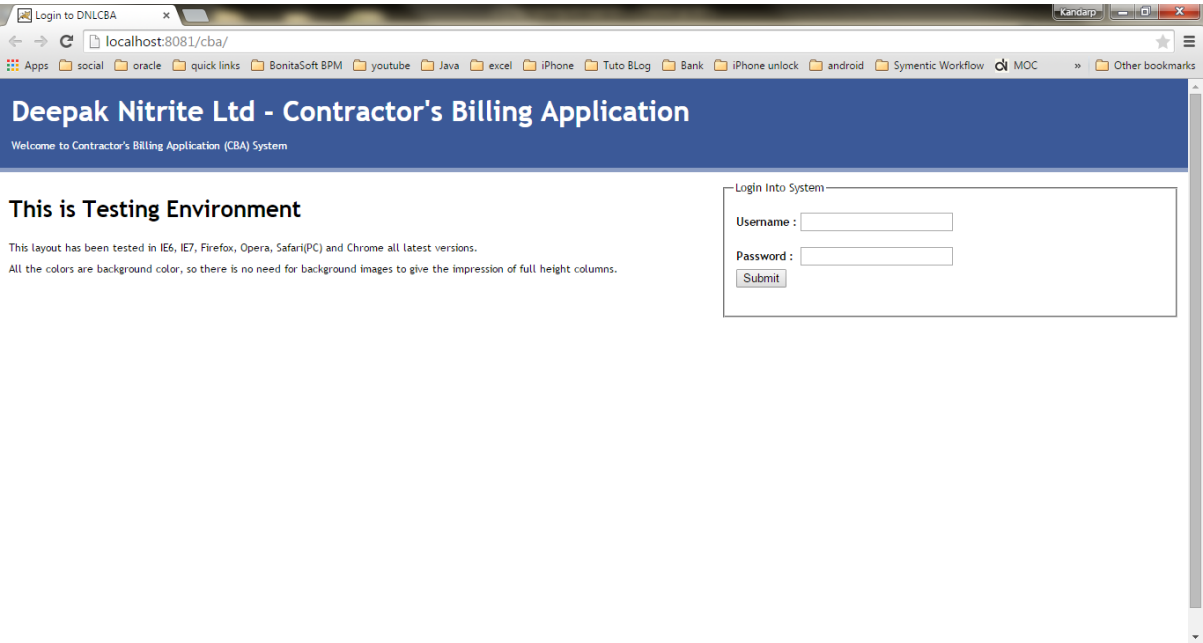 Login to DNLCBA
Kandarp
localhost:8081/cba/
Apps social oracle quick links BonitaSoft BPM youtube Java excel iPhone Tuto BLog Bank iPhone unlock android Symentic Workflow MOC » Other bookmarks
Deepak Nitrite Ltd - Contractor's Billing Application
Welcome to Contractor's Billing Application (CBA) System
This is Testing Environment
This layout has been tested in IE6, IE7, Firefox, Opera, Safari(PC) and Chrome all latest versions.
All the colors are background color, so there is no need for background images to give the impression of full height columns.
Login Into System
Username :
Password :
Submit